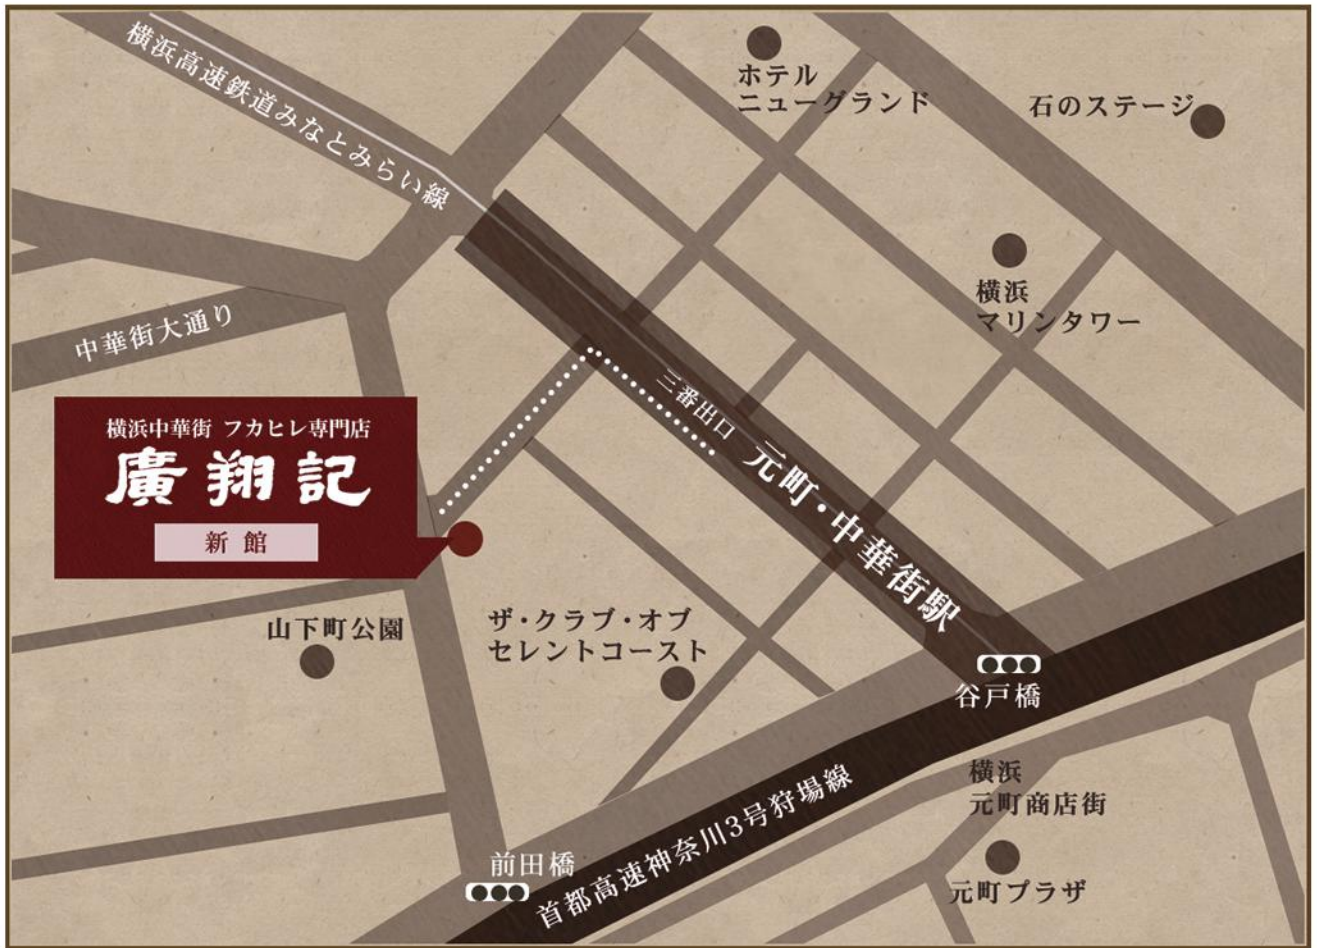 横浜高速鉄道みなとみらい線
ホテル
ニューグランド
石のステージ
横浜
マリンタワー
中華街大通り
三番出口
元町・中華街駅
横浜中華街 フカヒレ専門店
廣翔記
新館
山下町公園
ザ・クラブ・オブ
セレントコースト
谷戸橋
横浜
元町商店街
首都高速神奈川3号狩場線
前田橋
元町プラザ